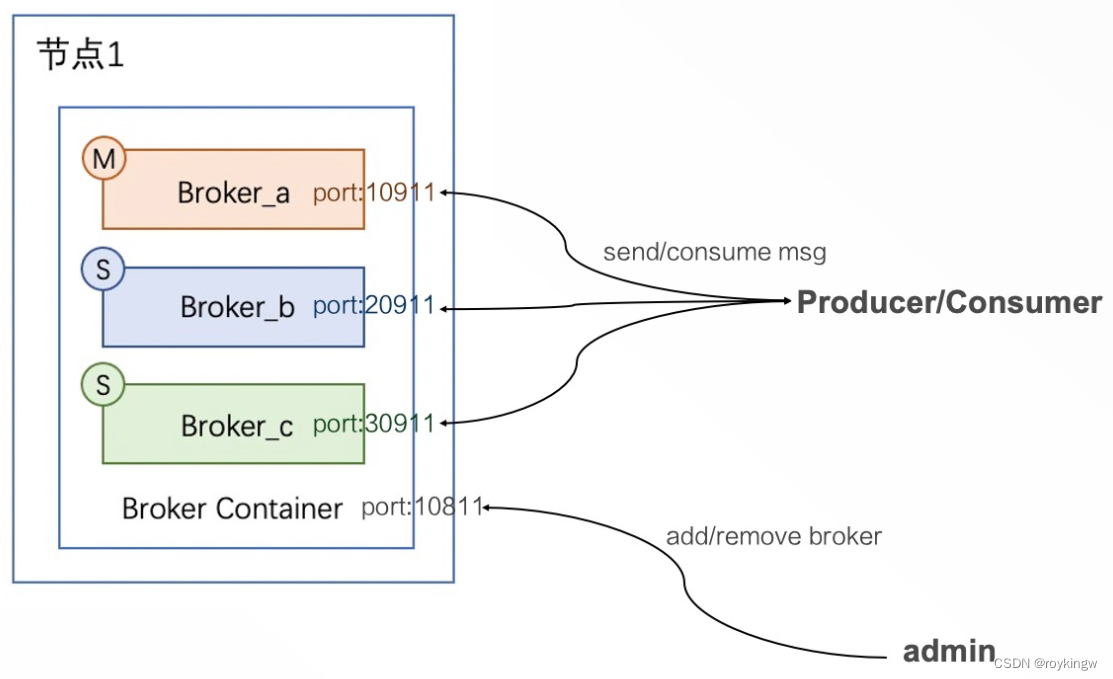 节点1
M
Broker_a port:10911
send/consume msg
S
Broker_b port:20911
Producer/Consumer
S
Broker_c port:30911
Broker Container port:10811
add/remove broker
admin
CSDN @roykingw